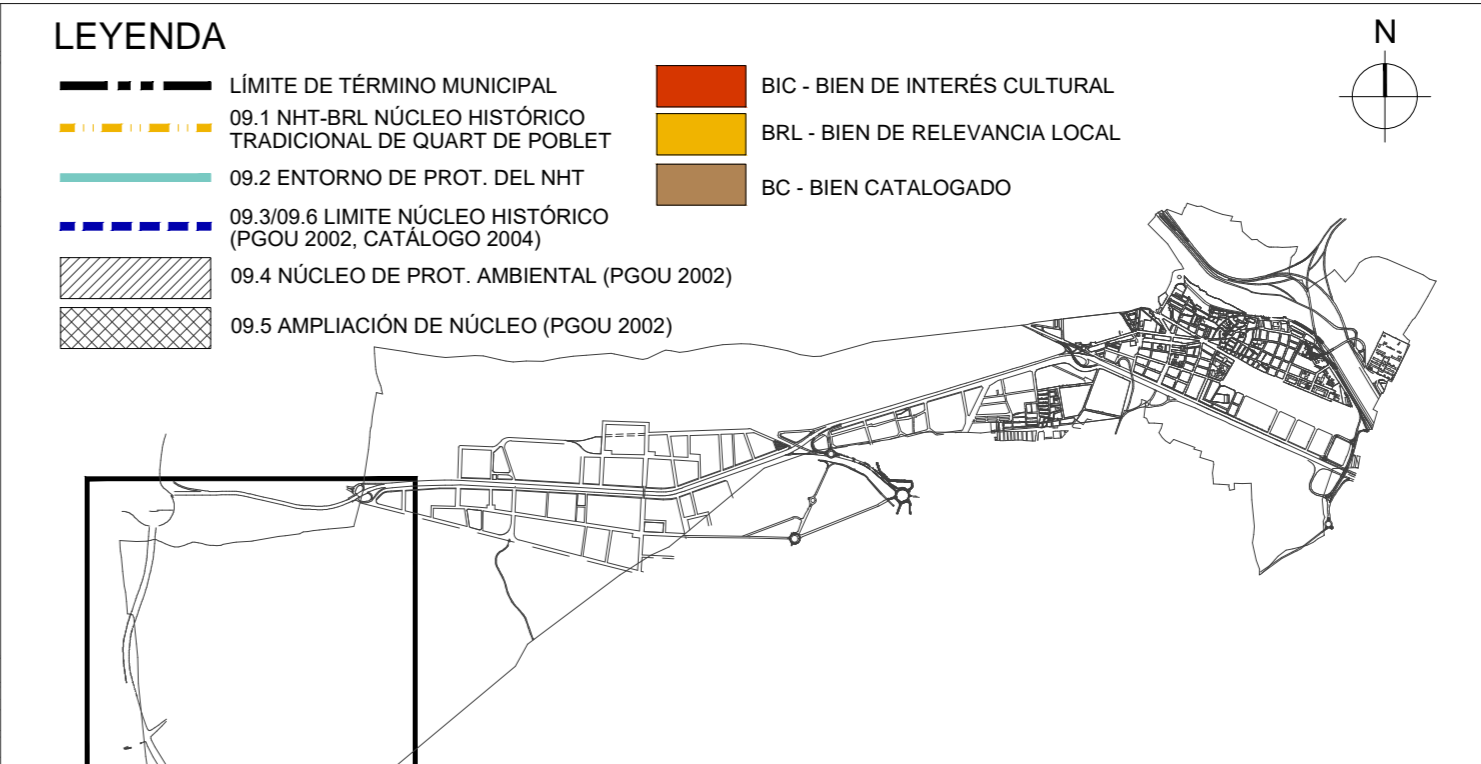 LEYENDA
LÍMITE DE TÉRMINO MUNICIPAL
09.1 NHT-BRL NÚCLEO HISTÓRICO
TRADICIONAL DE QUART DE POBLET
09.2 ENTORNO DE PROT. DEL NHT
09.3/09.6 LIMITE NÚCLEO HISTÓRICO
(PGOU 2002, CATÁLOGO 2004)
09.4 NÚCLEO DE PROT. AMBIENTAL (PGOU 2002)
09.5 AMPLIACIÓN DE NÚCLEO (PGOU 2002)
BIC - BIEN DE INTERÉS CULTURAL
BRL - BIEN DE RELEVANCIA LOCAL
BC - BIEN CATALOGADO
N